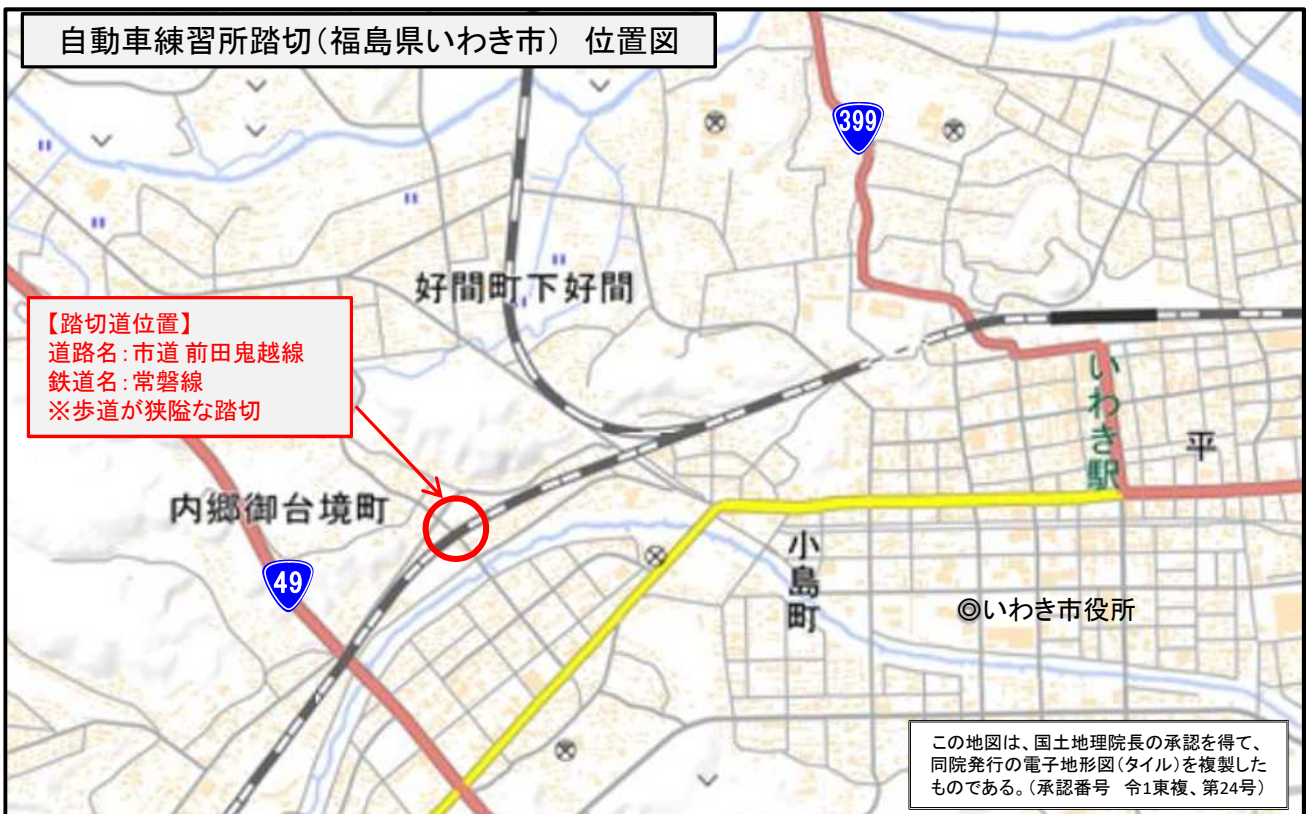 自動車練習所踏切(福島県いわき市) 位置図
399
好間町下好間
【踏切道位置】
道路名:市道 前田鬼越線
鉄道名:常磐線
※歩道が狭隘な踏切
いわき駅
平
内郷御台境町
49
小島町
◎いわき市役所
この地図は、国土地理院長の承認を得て、
同院発行の電子地形図(タイル)を複製した
ものである。(承認番号 令1東複、第24号)